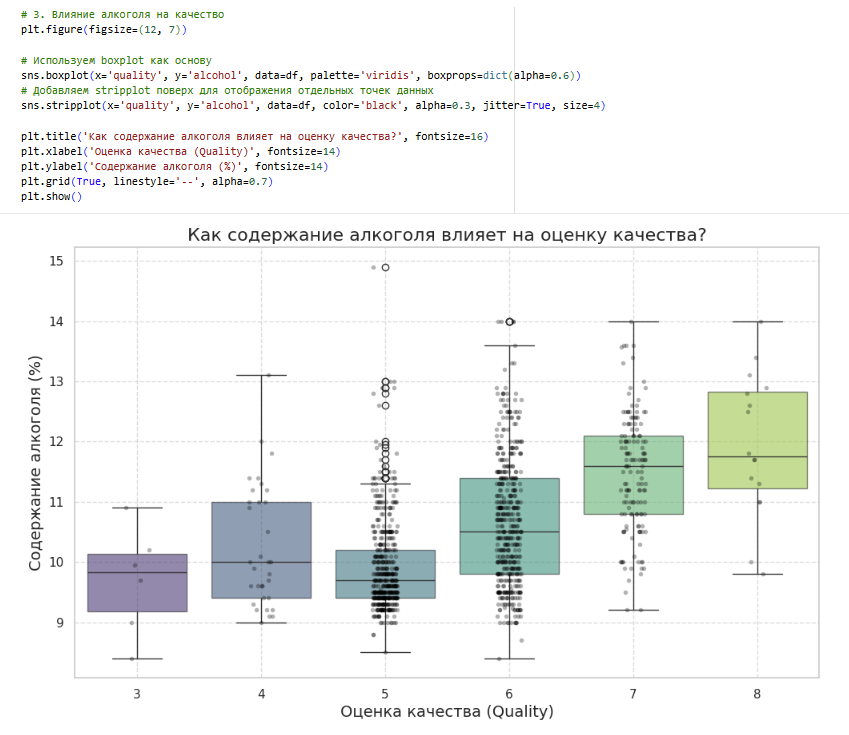 # 3. Влияние алкоголя на качество
plt.figure(figsize=(12, 7))
# Используем boxplot как основу
sns.boxplot(x='quality', y='alcohol', data=df, palette='viridis', boxprops=dict(alpha=0.6))
# Добавляем stripplot поверх для отображения отдельных точек данных
sns.stripplot(x='quality', y='alcohol', data=df, color='black', alpha=0.3, jitter=True, size=4)
plt.title('Как содержание алкоголя влияет на оценку качества?', fontsize=16)
plt.xlabel('Оценка качества (Quality)', fontsize=14)
plt.ylabel('Содержание алкоголя (%)', fontsize=14)
plt.grid(True, linestyle='--', alpha=0.7)
plt.show()
Как содержание алкоголя влияет на оценку качества?
Содержание алкоголя (%)
15
14
13
12
11
10
9
3 4 5 6 7 8
Оценка качества (Quality)